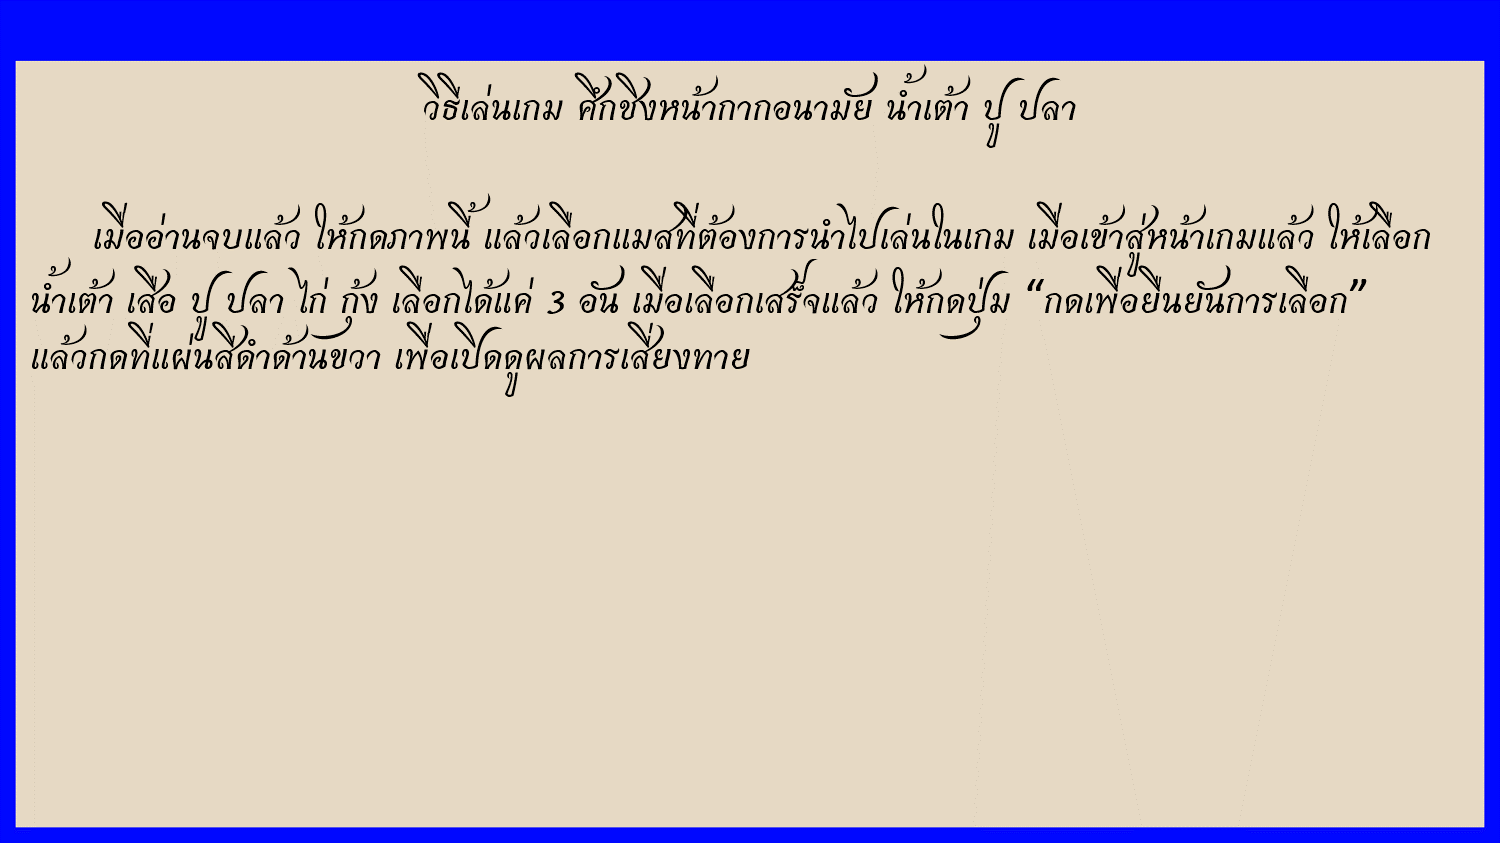 วิธีเล่นเกม ศึกชิงหน้ากากอนามัย น้ำเต้า ปู ปลา
เมื่ออ่านจบแล้ว ให้กดภาพนี้ แล้วเลือกแมสที่ต้องการนำไปเล่นในเกม เมื่อเข้าสู่หน้าเกมแล้ว ให้เลือก
น้ำเต้า เสือ ปู ปลา ไก่ กุ้ง เลือกได้แค่ 3 อัน เมื่อเลือกเสร็จแล้ว ให้กดปุ่ม “กดเพื่อยืนยันการเลือก”
แล้วกดที่แผ่นสีดำด้านขวา เพื่อเปิดดูผลการเสี่ยงทาย